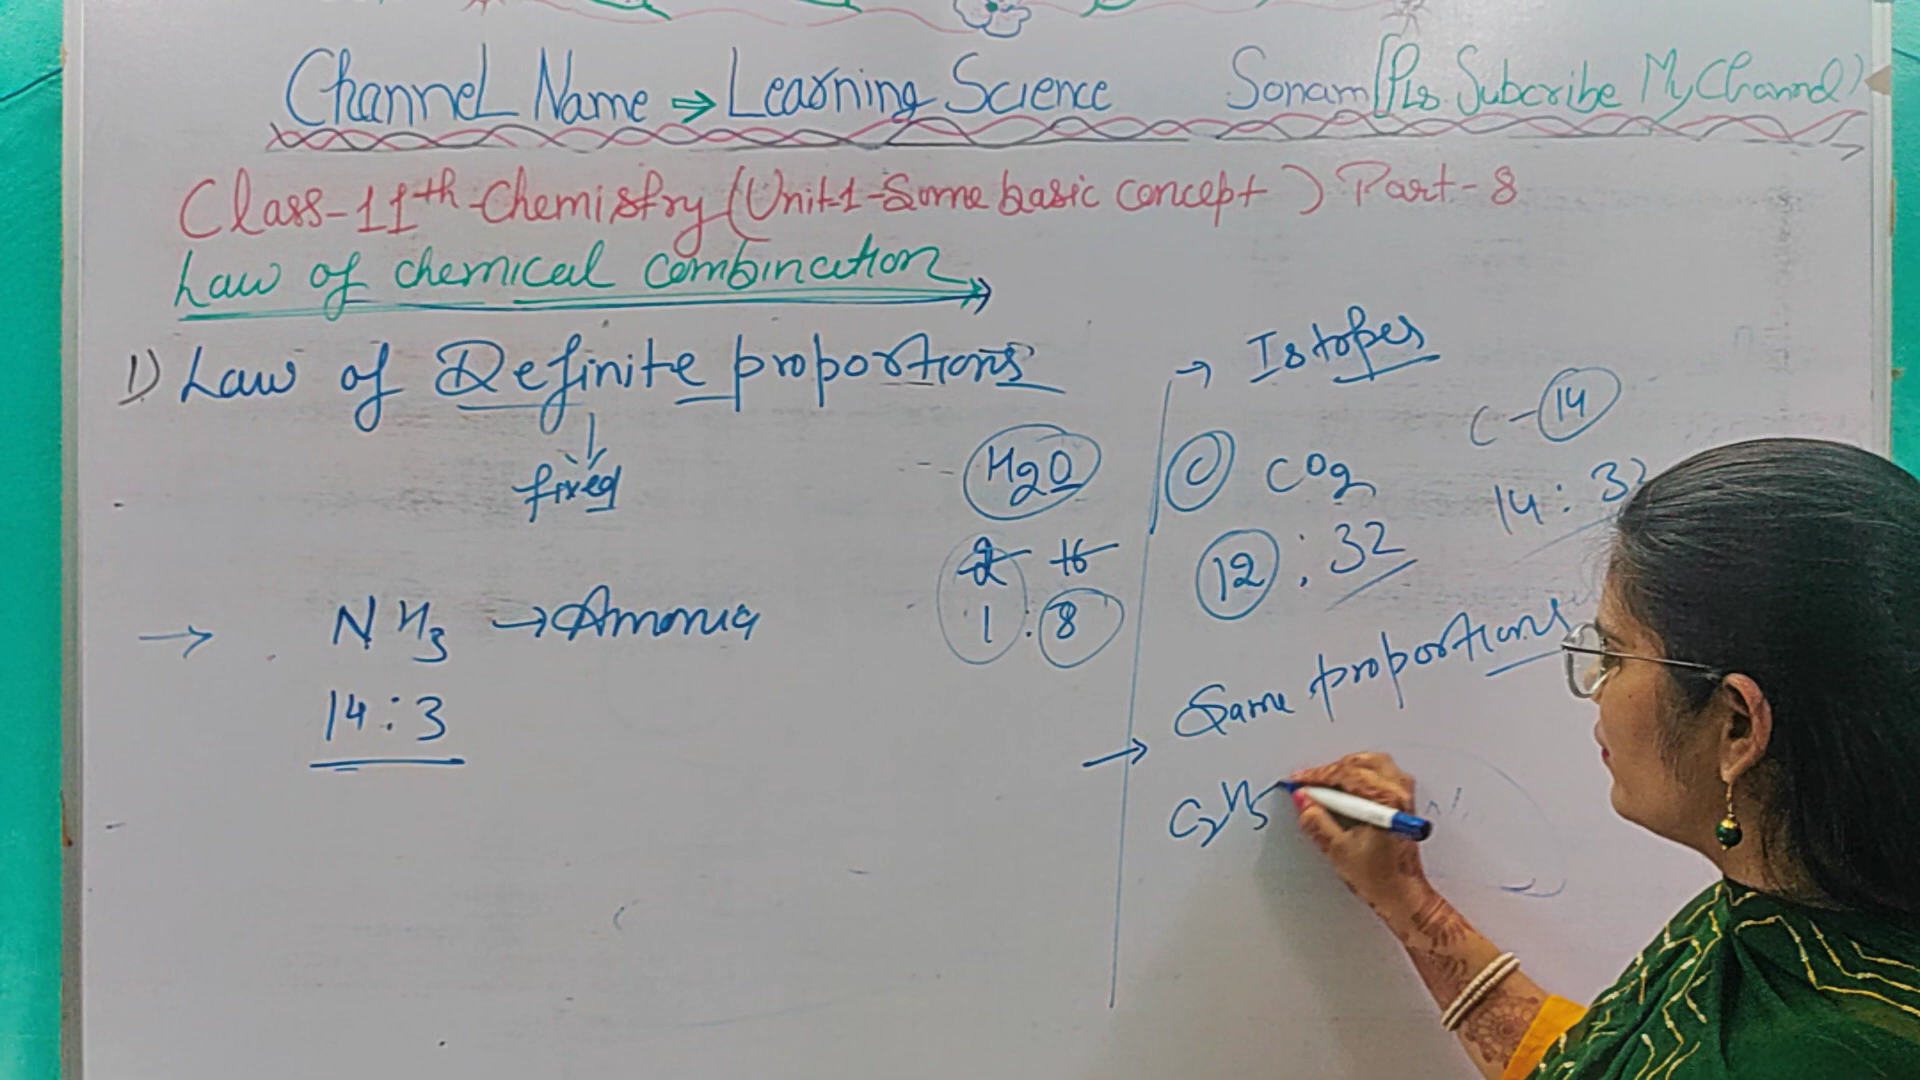 Channel Name ⇒ Learning Science Sonam (Pls. Subcribe My Channel)
Class-11th Chemistry (Unit-1-Some basic concept) Part-8
Law of chemical combination
1) Law of Definite proportions
fixed
→ NH3 → Amonia
14:3
H2O
2 16
1 : 8
→ Istopes
C CO2
12 : 32
C-14
14 : 32
Same proportions
→
C2H5